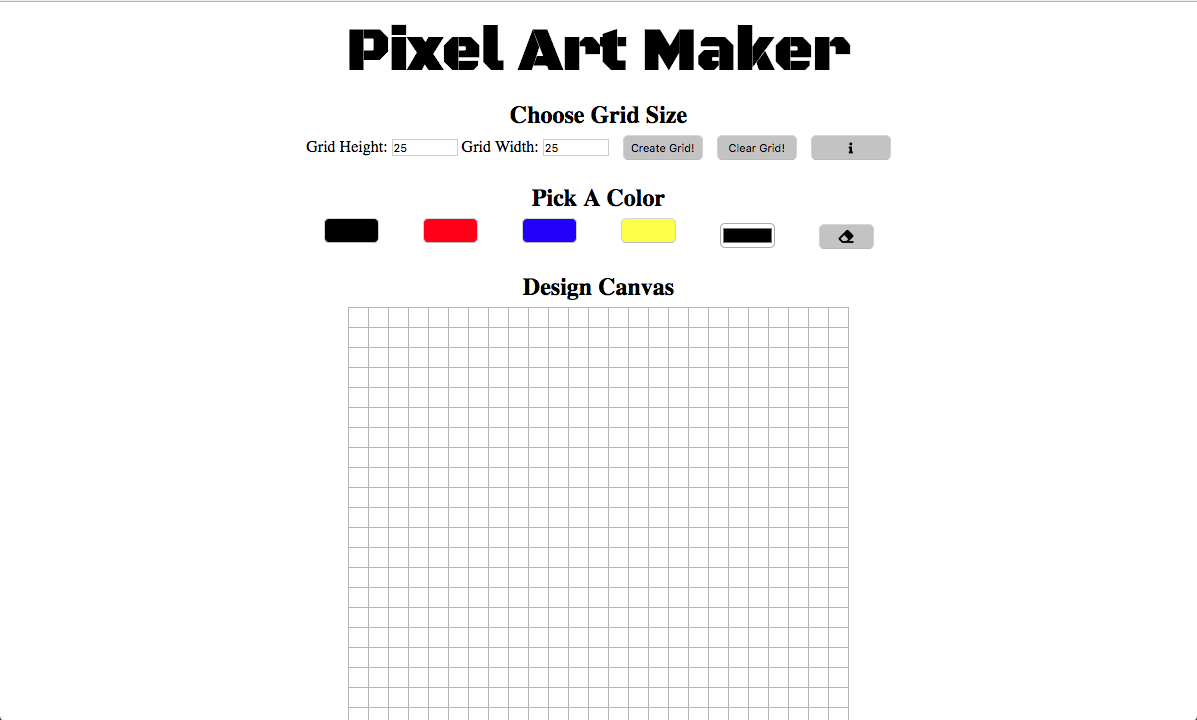 Pixel Art Maker
Choose Grid Size
Grid Height: 25 Grid Width: 25 Create Grid! Clear Grid! i
Pick A Color
Design Canvas